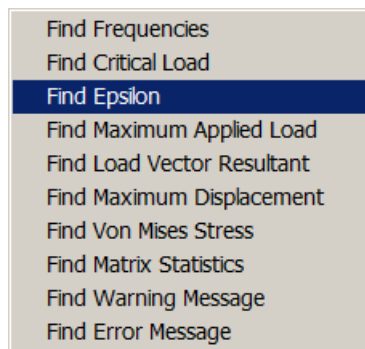 Find Frequencies
Find Critical Load
Find Epsilon
Find Maximum Applied Load
Find Load Vector Resultant
Find Maximum Displacement
Find Von Mises Stress
Find Matrix Statistics
Find Warning Message
Find Error Message